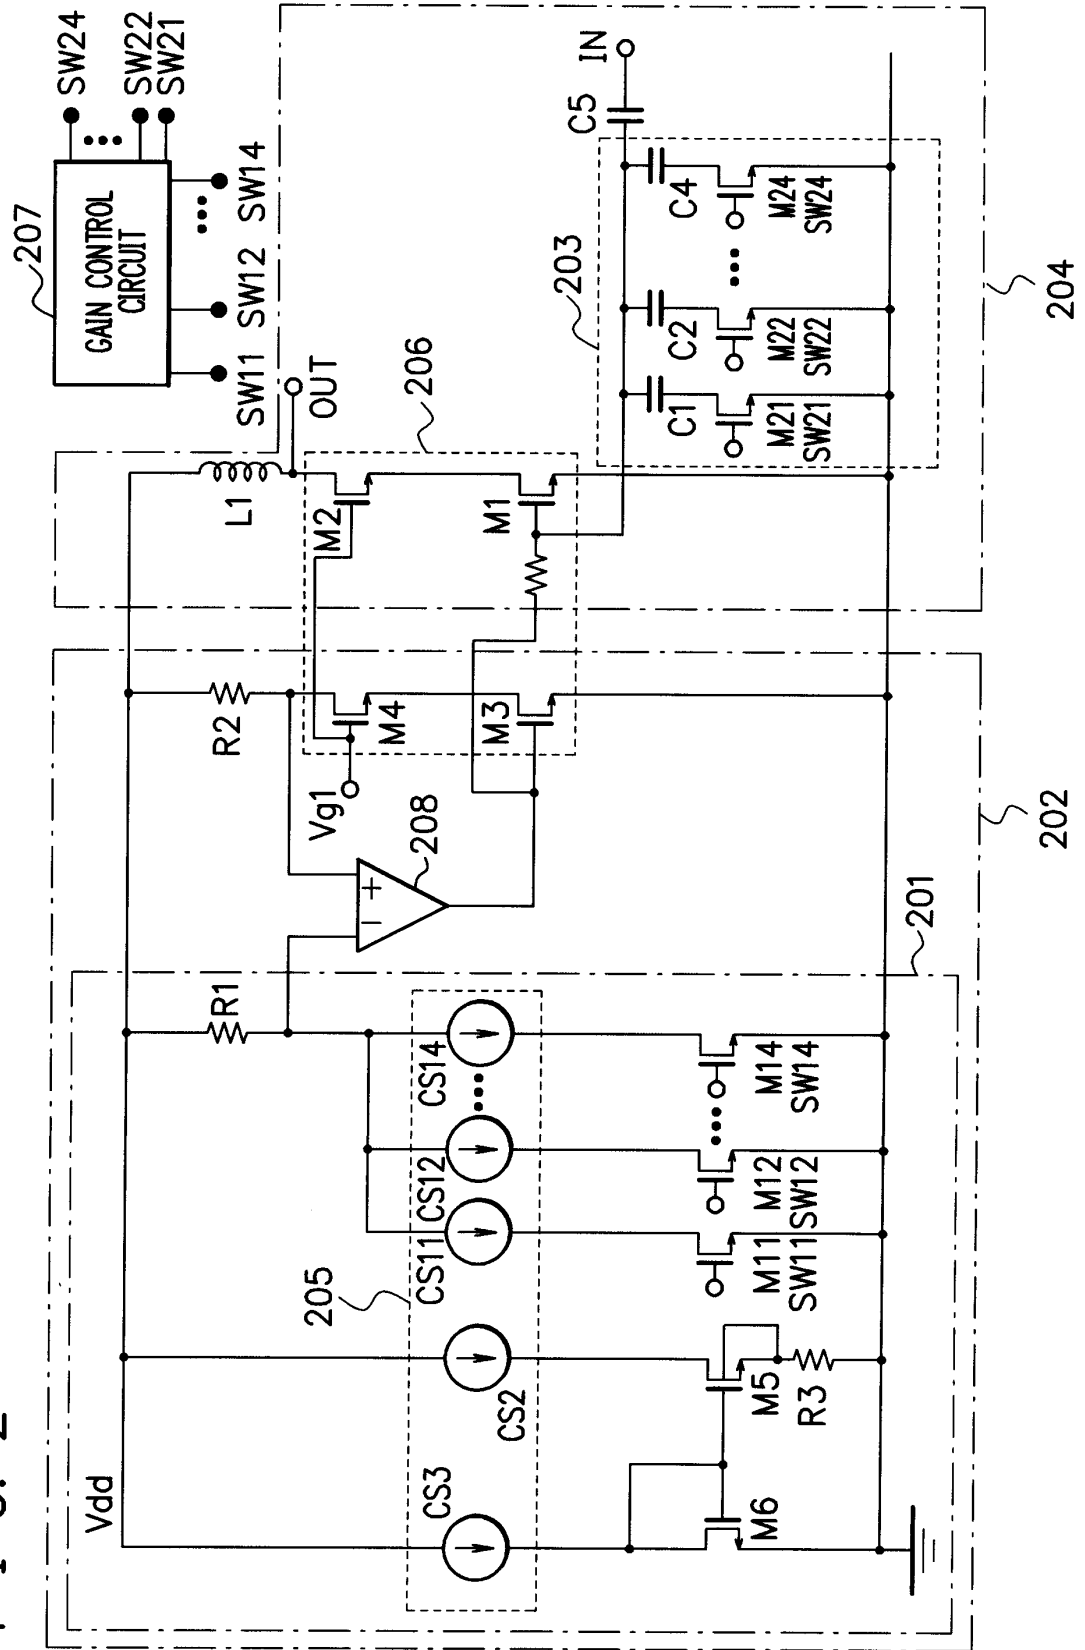 Vdd
CS3
CS2
205
CS11
CS12
CS14
R1
R2
L1
OUT
207
GAIN CONTROL
CIRCUIT
SW24
SW22
SW21
SW11
SW12
SW14
206
M2
M1
M4
M3
Vg1
208
+
−
203
C1
C2
C4
C5
IN
M21
SW21
M22
SW22
M24
SW24
204
202
201
M6
M5
R3
M11
SW11
M12
SW12
M14
SW14